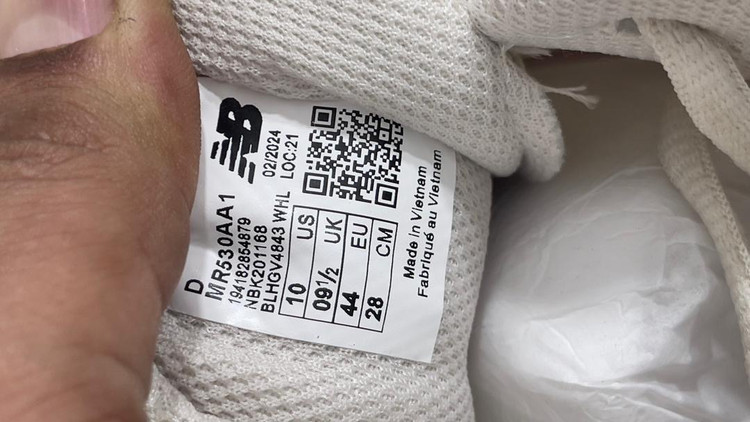 NB
02/2024
LOC:21
D
MR530AA1
194182854879
NBK201168
BLHGV4843 WHL
10 US
09½ UK
44 EU
28 CM
Made in Vietnam
Fabriqué au Vietnam